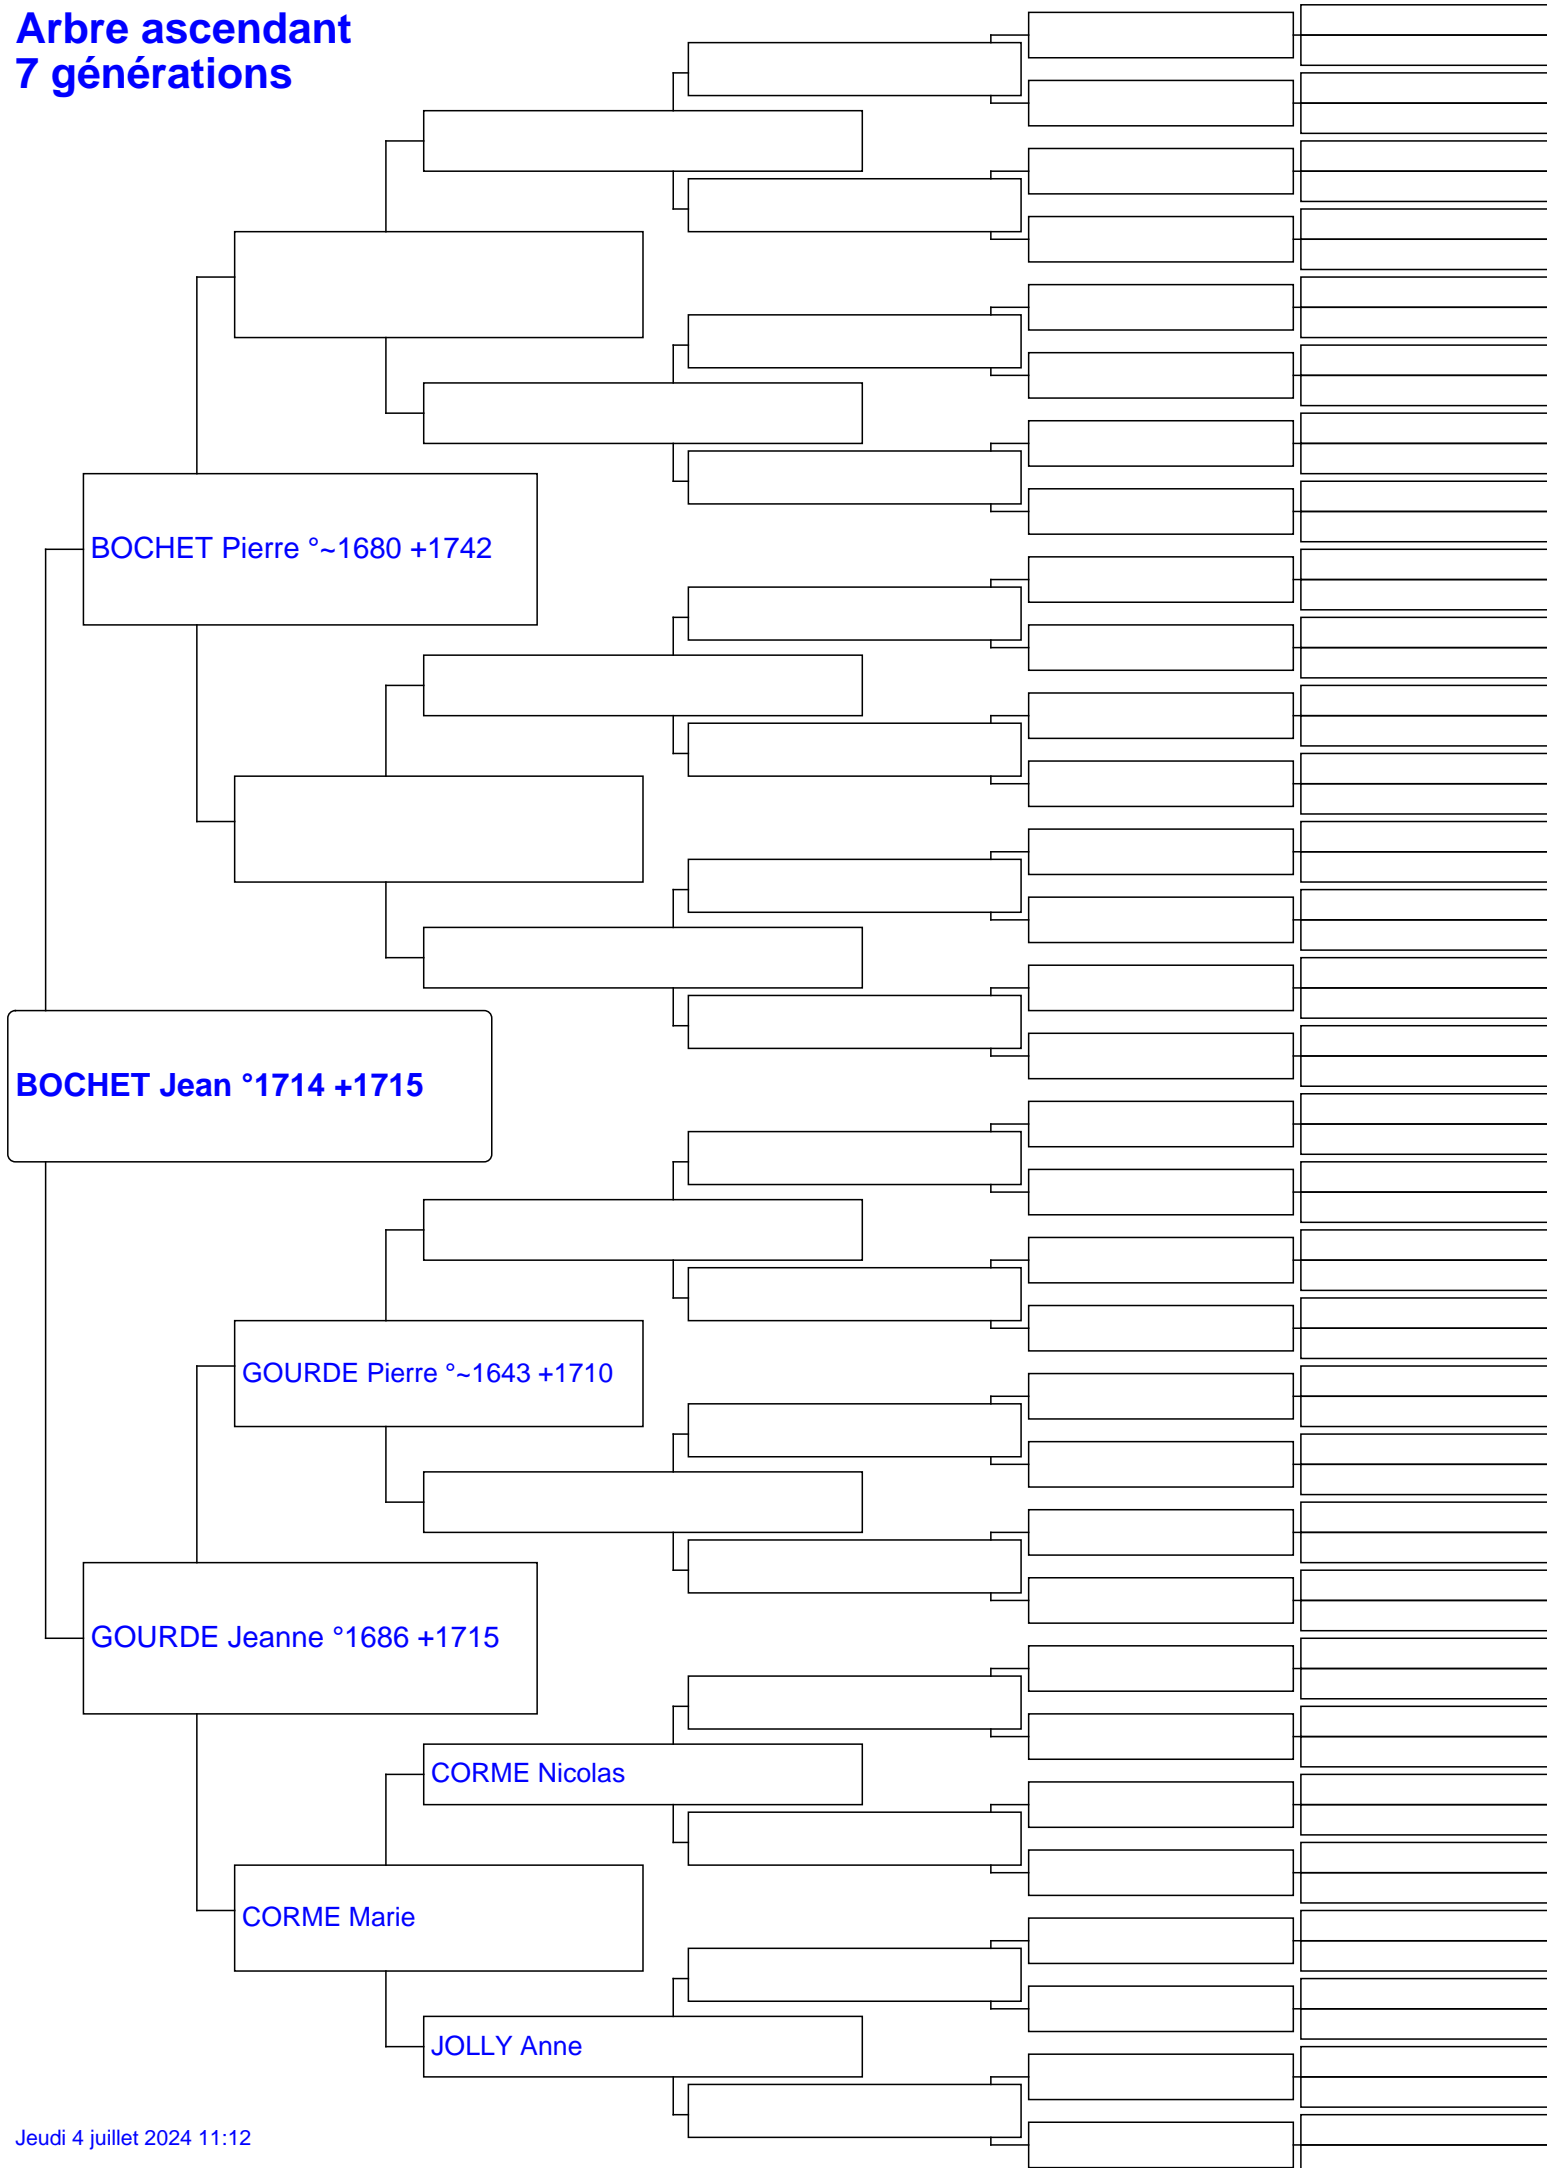 Arbre ascendant
7 générations
BOCHET Pierre °~1680 +1742
BOCHET Jean °1714 +1715
GOURDE Pierre °~1643 +1710
GOURDE Jeanne °1686 +1715
CORME Nicolas
CORME Marie
JOLLY Anne
Jeudi 4 juillet 2024 11:12